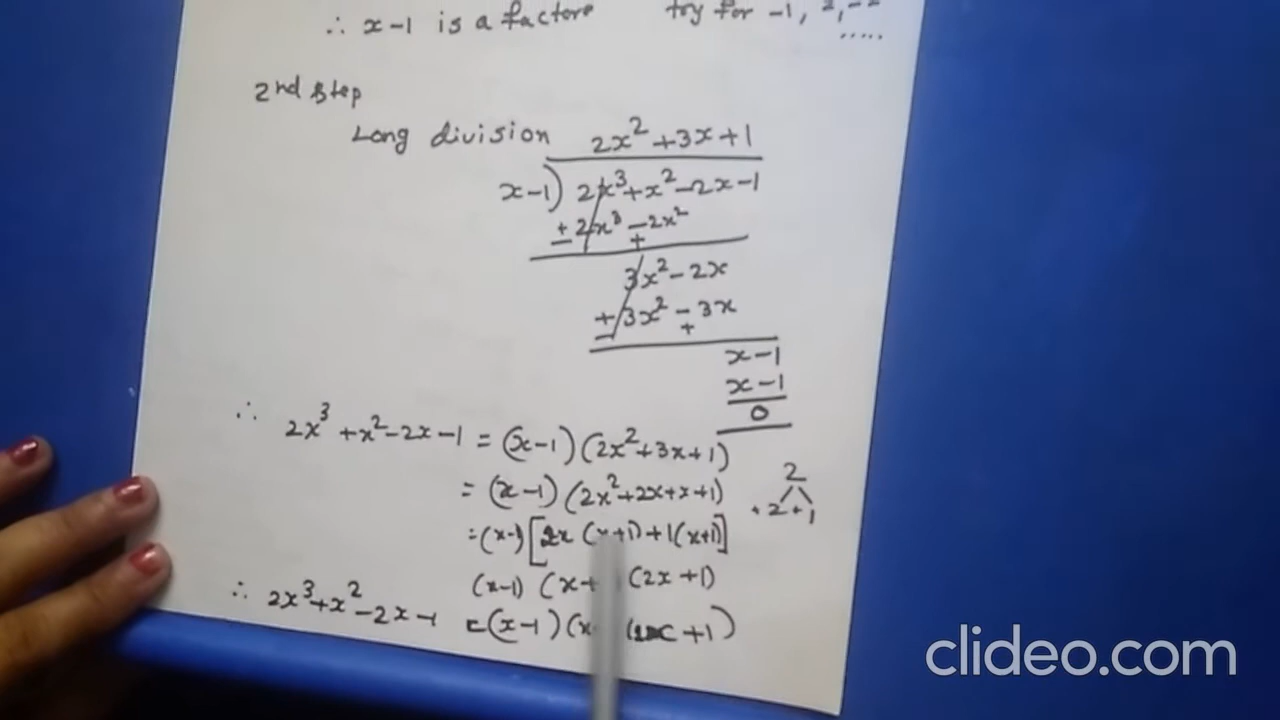 ∴ x-1 is a factor try for -1, 2, -2
.....
2nd step
Long division 2x²+3x+1
x-1) 2x³+x²-2x-1
+2x³-2x²
- +
3x²-2x
+3x²-3x
- +
x-1
x-1
0
∴ 2x³+x²-2x-1 = (x-1)(2x²+3x+1)
2
= (x-1)(2x²+2x+x+1)
+2+1
=(x-1)[2x(x+1)+1(x+1)]
(x-1)(x+ (2x+1)
∴ 2x³+x²-2x-1 =(x-1)(x +1)
clideo.com